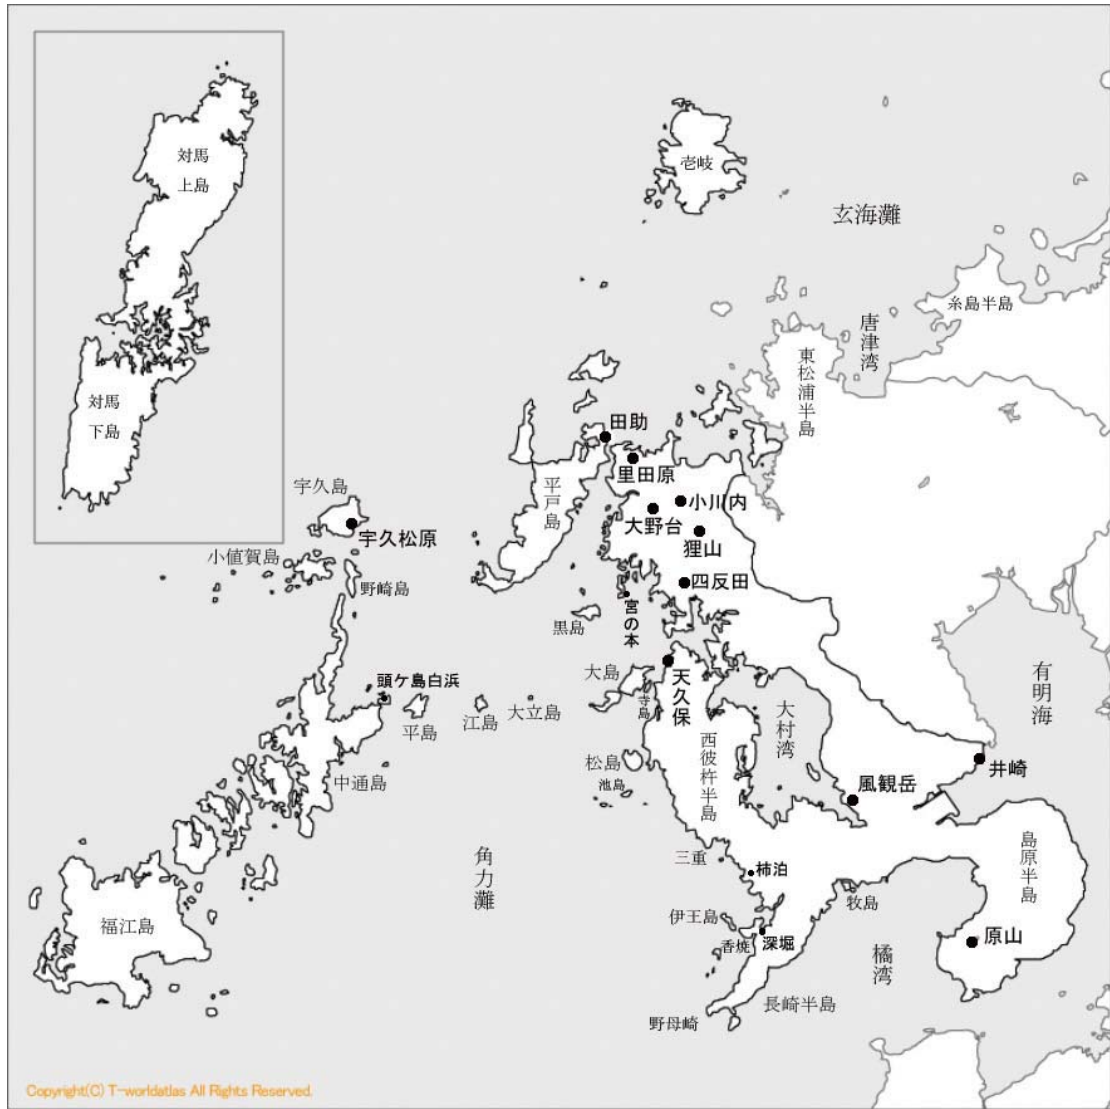 対馬
上島
対馬
下島
壱岐
玄海灘
糸島半島
唐津湾
東松浦半島
田助
里田原
平戸島
小川内
大野台
狸山
四反田
宇久島
宇久松原
小値賀島
野崎島
宮の本
黒島
天久保
大島
寺島
頭ケ島白浜
平島
江島
大立島
有明海
大村湾
西彼杵半島
松島
池島
中通島
井崎
風観岳
島原半島
三重
柿泊
角力灘
牧島
福江島
伊王島
香焼
深堀
原山
橘湾
長崎半島
野母崎
Copyright(C) T-worldatlas All Rights Reserved.